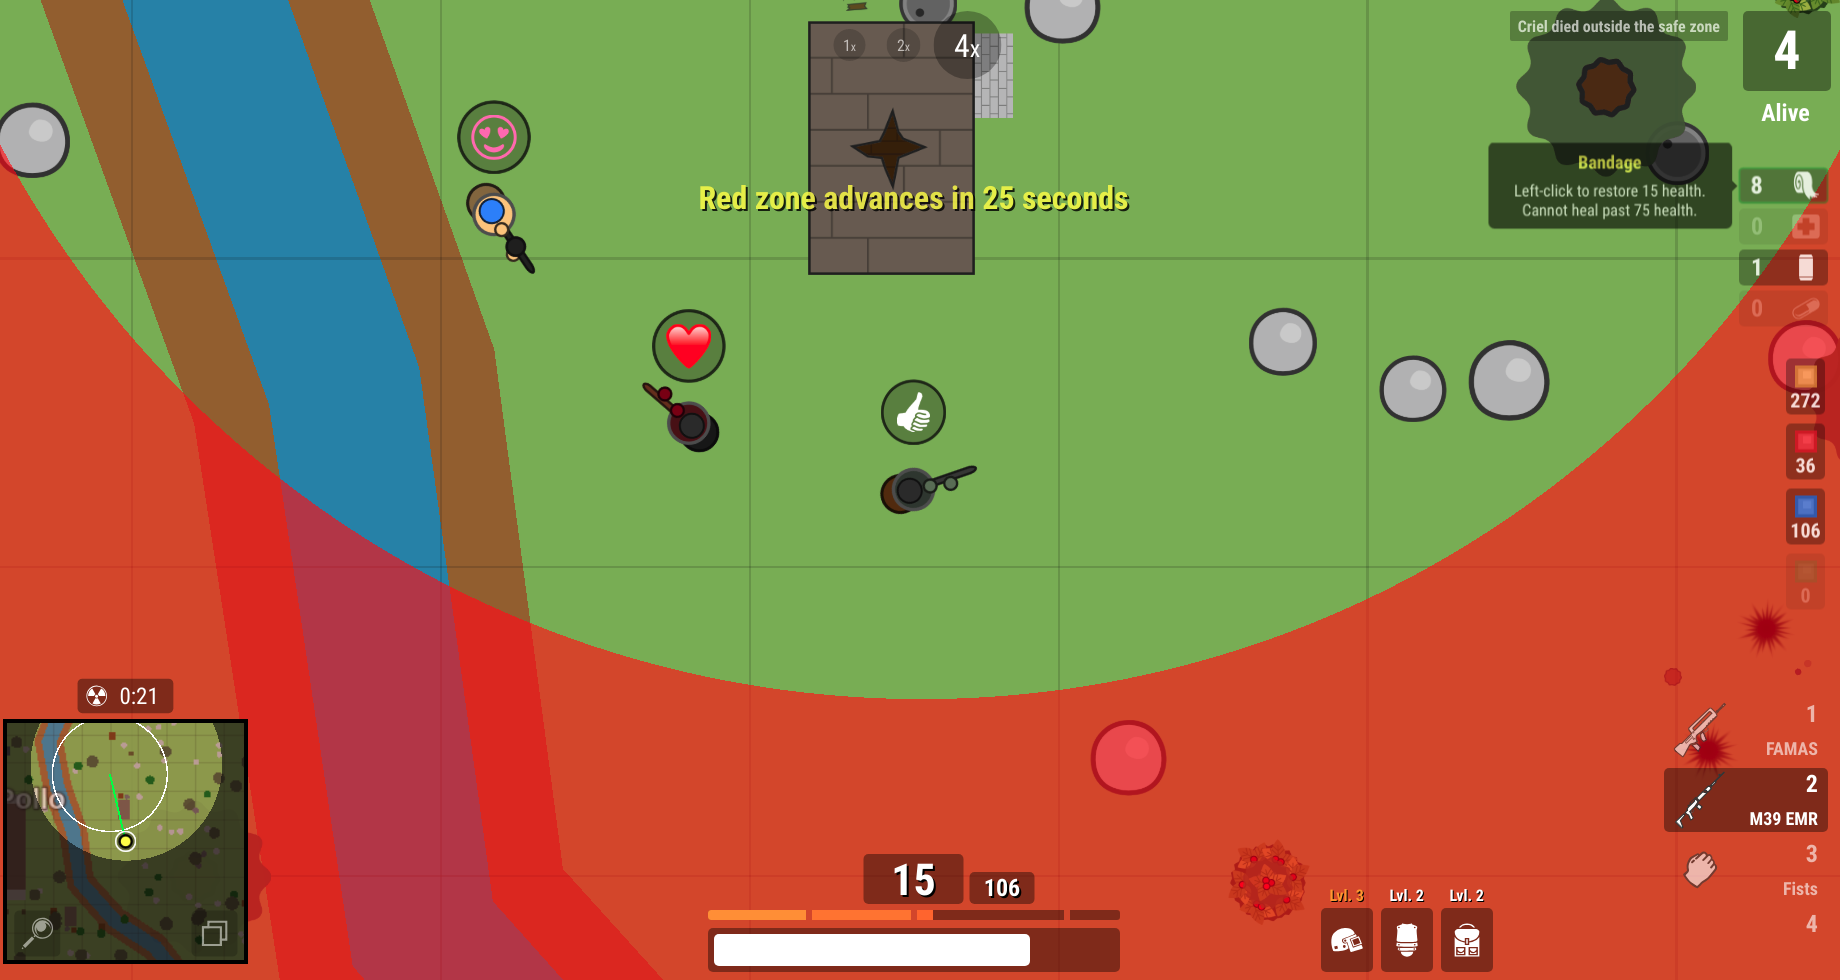 Criel died outside the safe zone
4
Alive
1x
2x
4x
Bandage
Left-click to restore 15 health.
Cannot heal past 75 health.
8
0
1
0
Red zone advances in 25 seconds
272
36
106
0
0:21
Pollo
1
FAMAS
2
M39 EMR
3
Fists
4
15
106
Lvl. 3
Lvl. 2
Lvl. 2